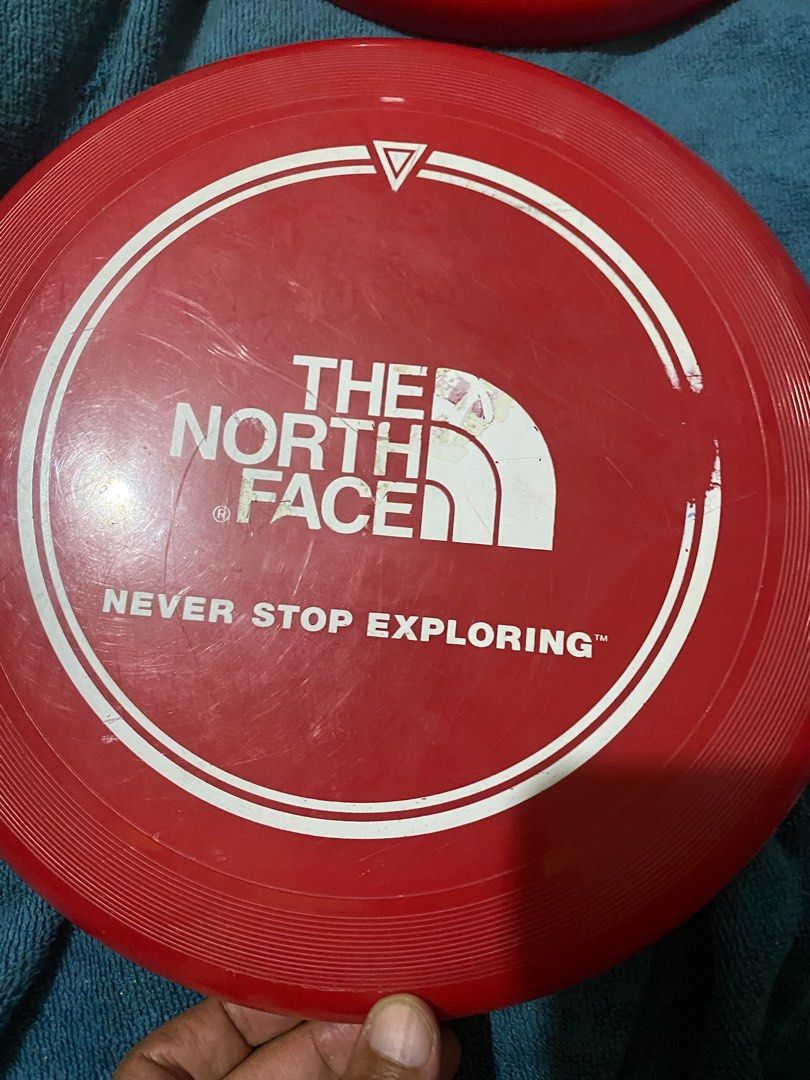 THE
NORTH
® FACE
NEVER STOP EXPLORING™